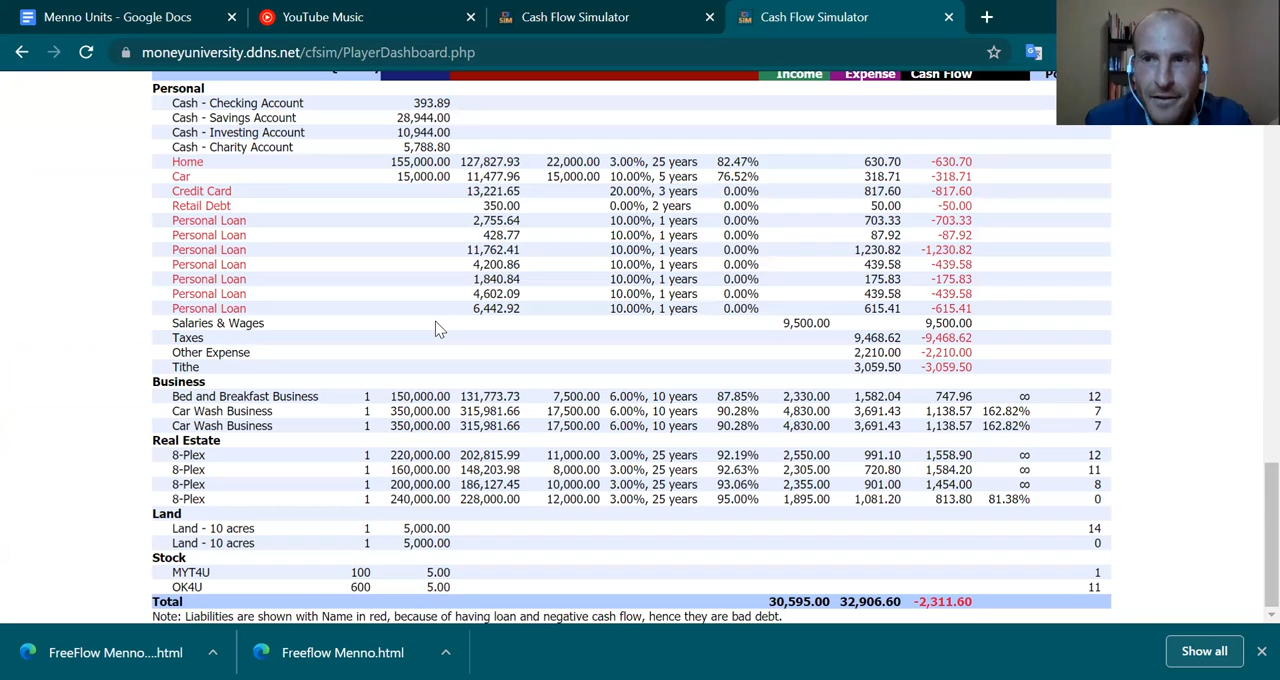 Menno Units - Google Docs
YouTube Music
Cash Flow Simulator
Cash Flow Simulator
moneyuniversity.ddns.net/cfsim/PlayerDashboard.php
Income Expense Cash Flow
Personal
Cash - Checking Account 393.89
Cash - Savings Account 28,944.00
Cash - Investing Account 10,944.00
Cash - Charity Account 5,788.80
Home 155,000.00 127,827.93 22,000.00 3.00%, 25 years 82.47% 630.70 -630.70
Car 15,000.00 11,477.96 15,000.00 10.00%, 5 years 76.52% 318.71 -318.71
Credit Card 13,221.65 20.00%, 3 years 0.00% 817.60 -817.60
Retail Debt 350.00 0.00%, 2 years 0.00% 50.00 -50.00
Personal Loan 2,755.64 10.00%, 1 years 0.00% 703.33 -703.33
Personal Loan 428.77 10.00%, 1 years 0.00% 87.92 -87.92
Personal Loan 11,762.41 10.00%, 1 years 0.00% 1,230.82 -1,230.82
Personal Loan 4,200.86 10.00%, 1 years 0.00% 439.58 -439.58
Personal Loan 1,840.84 10.00%, 1 years 0.00% 175.83 -175.83
Personal Loan 4,602.09 10.00%, 1 years 0.00% 439.58 -439.58
Personal Loan 6,442.92 10.00%, 1 years 0.00% 615.41 -615.41
Salaries & Wages 9,500.00 9,500.00
Taxes 9,468.62 -9,468.62
Other Expense 2,210.00 -2,210.00
Tithe 3,059.50 -3,059.50
Business
Bed and Breakfast Business 1 150,000.00 131,773.73 7,500.00 6.00%, 10 years 87.85% 2,330.00 1,582.04 747.96 ∞ 12
Car Wash Business 1 350,000.00 315,981.66 17,500.00 6.00%, 10 years 90.28% 4,830.00 3,691.43 1,138.57 162.82% 7
Car Wash Business 1 350,000.00 315,981.66 17,500.00 6.00%, 10 years 90.28% 4,830.00 3,691.43 1,138.57 162.82% 7
Real Estate
8-Plex 1 220,000.00 202,815.99 11,000.00 3.00%, 25 years 92.19% 2,550.00 991.10 1,558.90 ∞ 12
8-Plex 1 160,000.00 148,203.98 8,000.00 3.00%, 25 years 92.63% 2,305.00 720.80 1,584.20 ∞ 11
8-Plex 1 200,000.00 186,127.45 10,000.00 3.00%, 25 years 93.06% 2,355.00 901.00 1,454.00 ∞ 8
8-Plex 1 240,000.00 228,000.00 12,000.00 3.00%, 25 years 95.00% 1,895.00 1,081.20 813.80 81.38% 0
Land
Land - 10 acres 1 5,000.00 14
Land - 10 acres 1 5,000.00 0
Stock
MYT4U 100 5.00 1
OK4U 600 5.00 11
Total 30,595.00 32,906.60 -2,311.60
Note: Liabilities are shown with Name in red, because of having loan and negative cash flow, hence they are bad debt.
FreeFlow Menno....html
Freeflow Menno.html
Show all